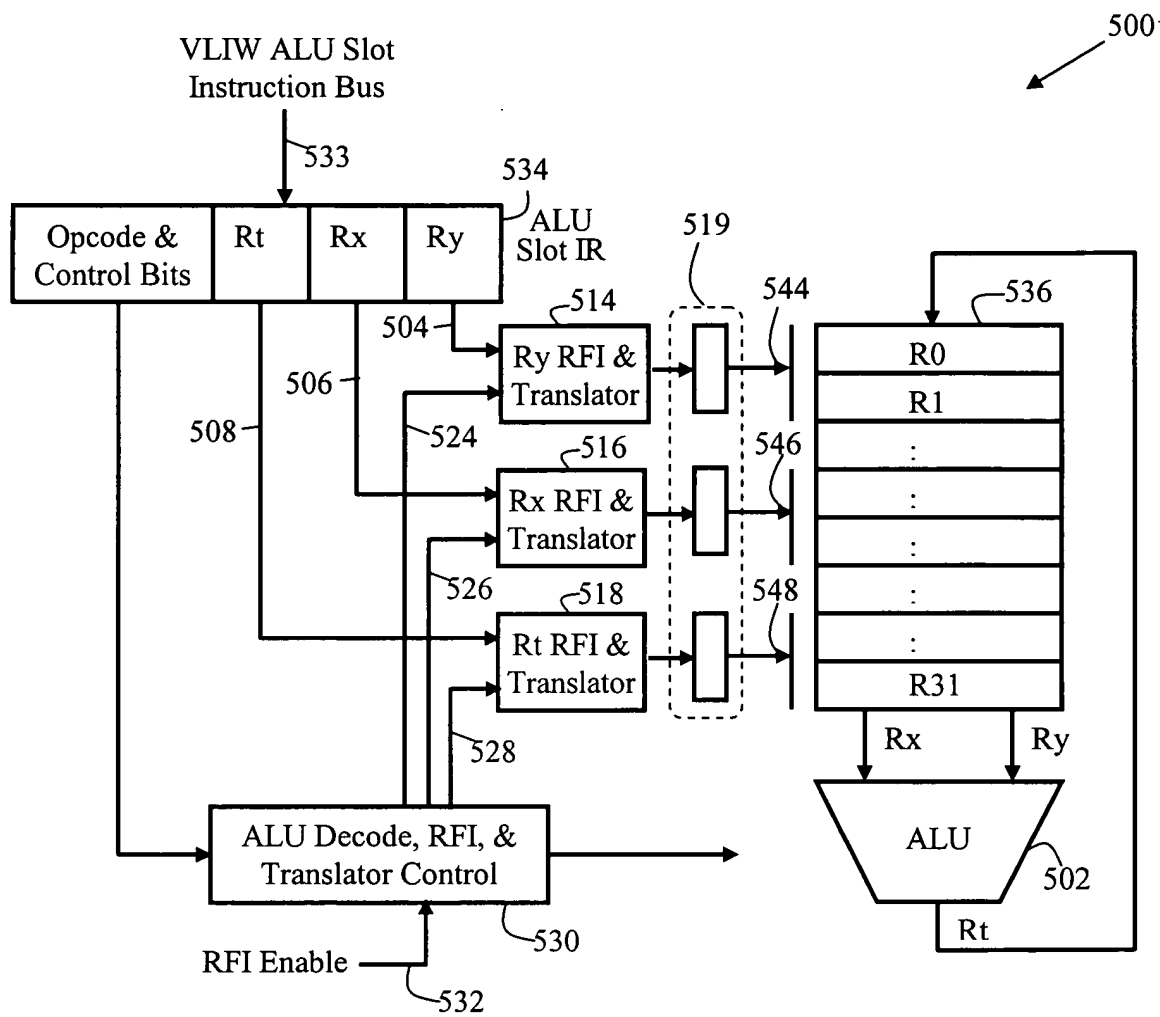 500
VLIW ALU Slot
Instruction Bus
533
534
Opcode &
Control Bits
Rt
Rx
Ry
ALU
Slot IR
519
504
514
544
536
506
Ry RFI &
Translator
R0
R1
508
524
516
546
:
Rx RFI &
Translator
:
526
:
518
548
Rt RFI &
Translator
:
R31
528
Rx
Ry
ALU Decode, RFI, &
Translator Control
ALU
502
530
Rt
RFI Enable
532